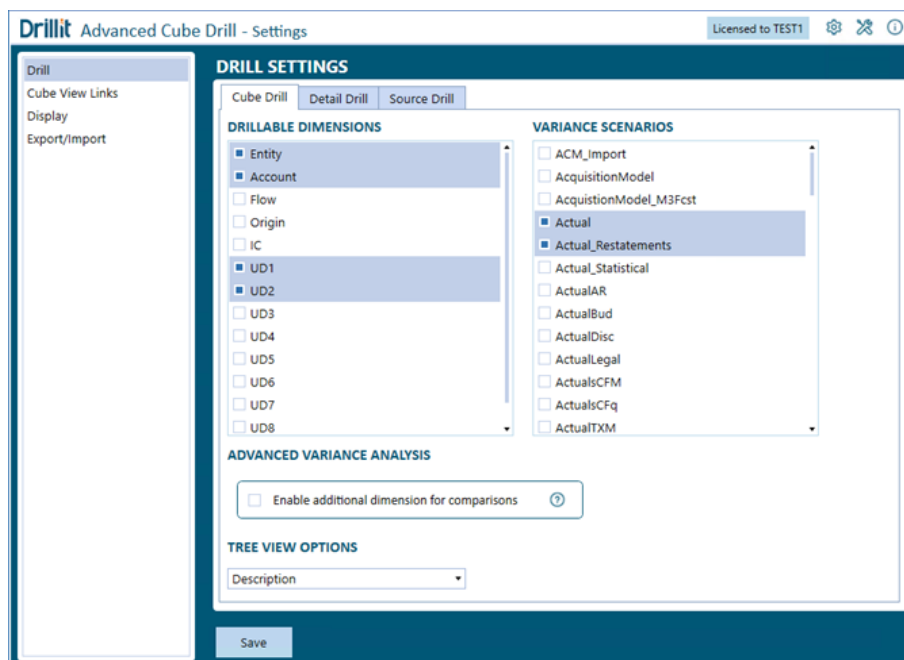 Drillit Advanced Cube Drill - Settings
Licensed to TEST1
Drill
Cube View Links
Display
Export/Import
DRILL SETTINGS
Cube Drill
Detail Drill
Source Drill
DRILLABLE DIMENSIONS
Entity
Account
Flow
Origin
IC
UD1
UD2
UD3
UD4
UD5
UD6
UD7
UD8
VARIANCE SCENARIOS
ACM_Import
AcquisitionModel
AcquistionModel_M3Fcst
Actual
Actual_Restatements
Actual_Statistical
ActualAR
ActualBud
ActualDisc
ActualLegal
ActualsCFM
ActualsCFq
ActualTXM
ADVANCED VARIANCE ANALYSIS
Enable additional dimension for comparisons ?
TREE VIEW OPTIONS
Description
Save